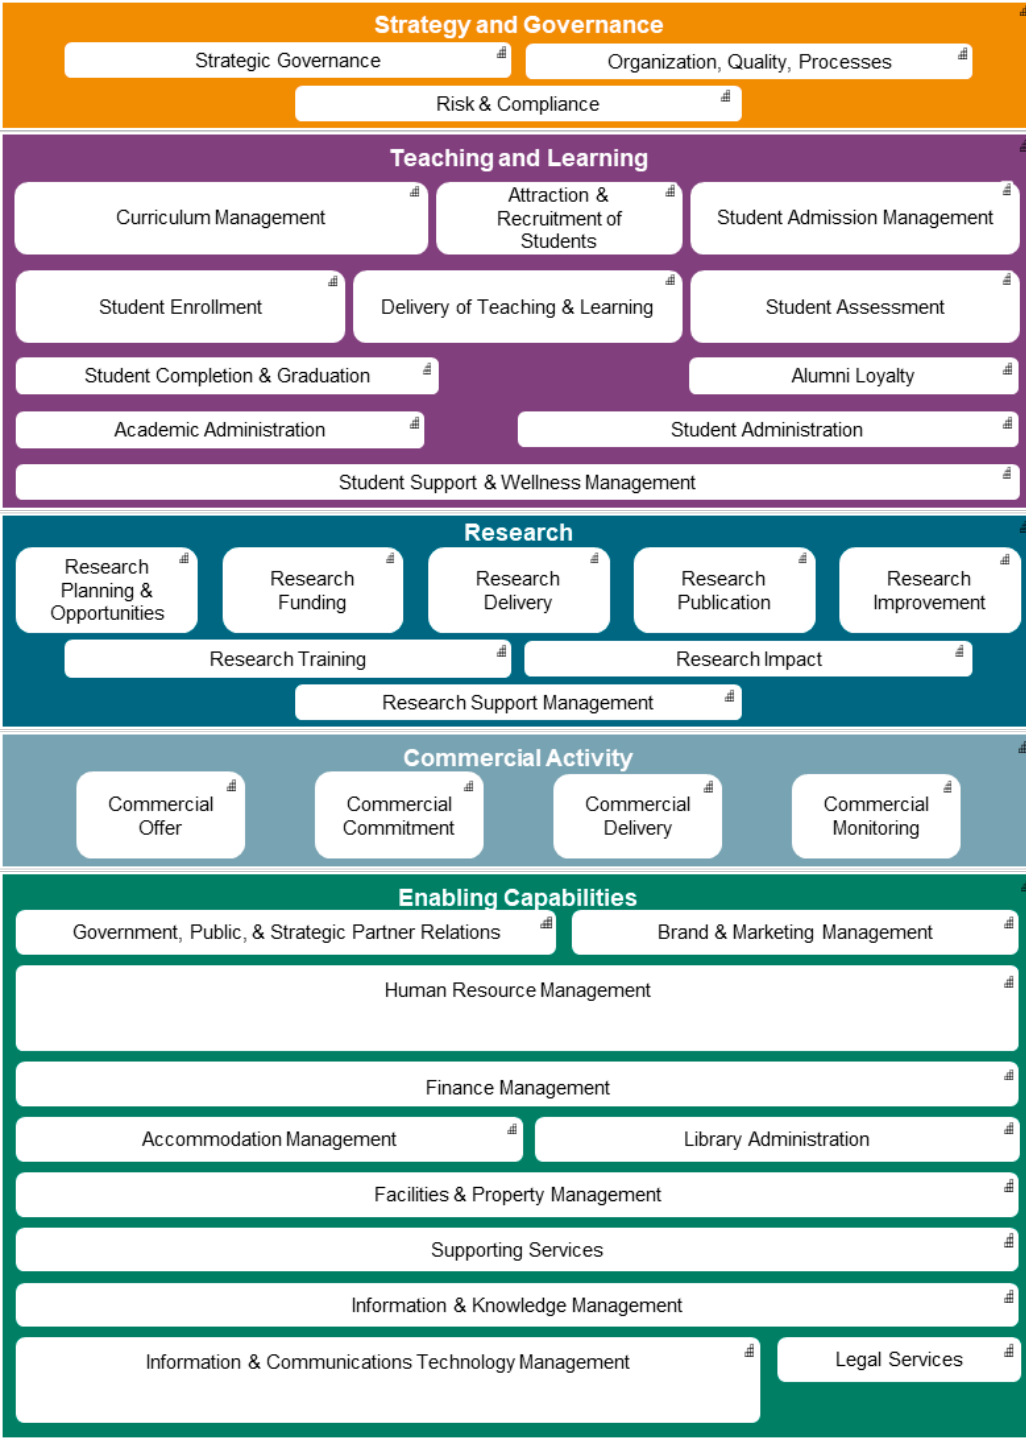 Strategy and Governance
Strategic Governance
Organization, Quality, Processes
Risk & Compliance
Teaching and Learning
Curriculum Management
Attraction &
Recruitment of
Students
Student Admission Management
Student Enrollment
Delivery of Teaching & Learning
Student Assessment
Student Completion & Graduation
Alumni Loyalty
Academic Administration
Student Administration
Student Support & Wellness Management
Research
Research
Planning &
Opportunities
Research
Funding
Research
Delivery
Research
Publication
Research
Improvement
Research Training
Research Impact
Research Support Management
Commercial Activity
Commercial
Offer
Commercial
Commitment
Commercial
Delivery
Commercial
Monitoring
Enabling Capabilities
Government, Public, & Strategic Partner Relations
Brand & Marketing Management
Human Resource Management
Finance Management
Accommodation Management
Library Administration
Facilities & Property Management
Supporting Services
Information & Knowledge Management
Information & Communications Technology Management
Legal Services